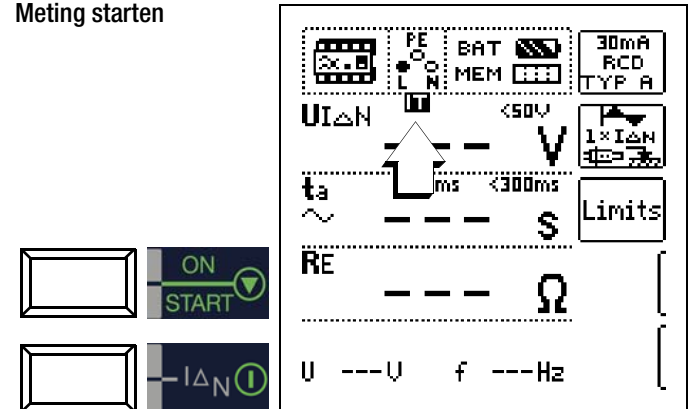 Meting starten
PE
L N
BAT
MEM
30mA
RCD
TYP A
UI△N --- V <50V
1×I△N
ta ms <300ms
~ --- s
Limits
RE
--- Ω
ON
START
I△N
U ---V f ---Hz